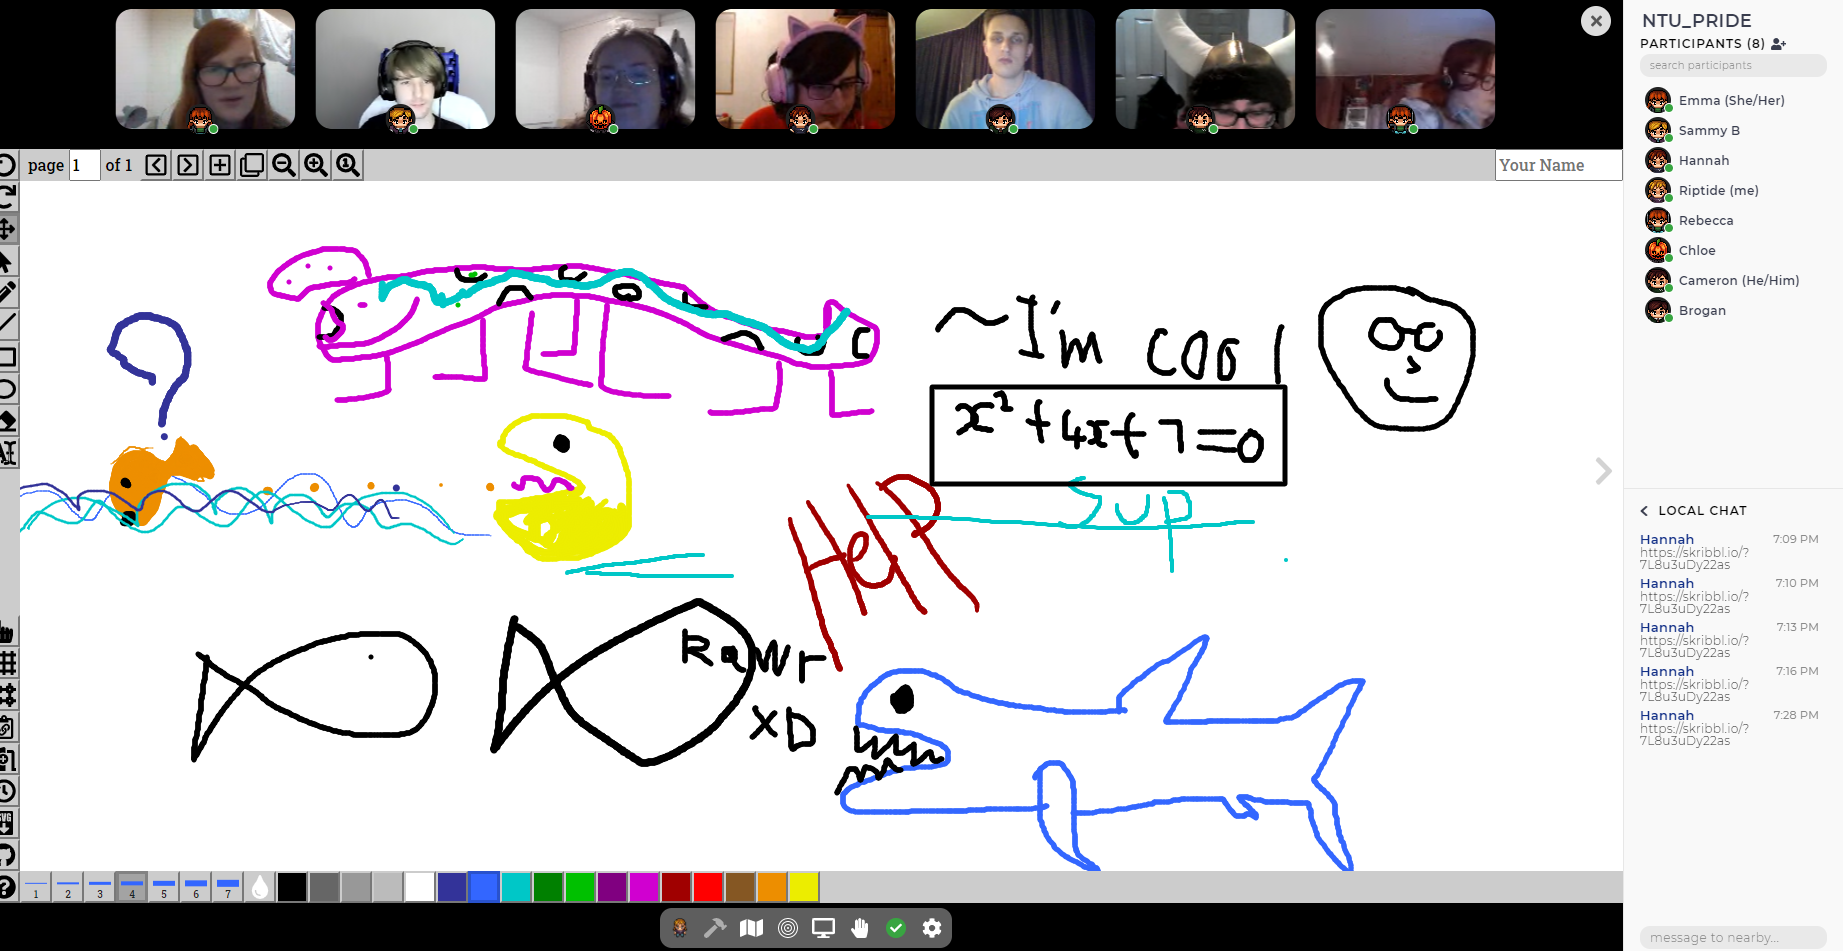 NTU_PRIDE
PARTICIPANTS (8)
search participants
Emma (She/Her)
Sammy B
Hannah
Riptide (me)
Rebecca
Chloe
Cameron (He/Him)
Brogan
page 1 of 1
Your Name
~I'm cool
x² + 4x + 7 = 0
Sup
HelP
RaWr
XD
1 2 3 4 5 6 7
LOCAL CHAT
Hannah 7:09 PM
https://skribbl.io/?
7L8u3uDy22as
Hannah 7:10 PM
https://skribbl.io/?
7L8u3uDy22as
Hannah 7:13 PM
https://skribbl.io/?
7L8u3uDy22as
Hannah 7:16 PM
https://skribbl.io/?
7L8u3uDy22as
Hannah 7:28 PM
https://skribbl.io/?
7L8u3uDy22as
message to nearby...